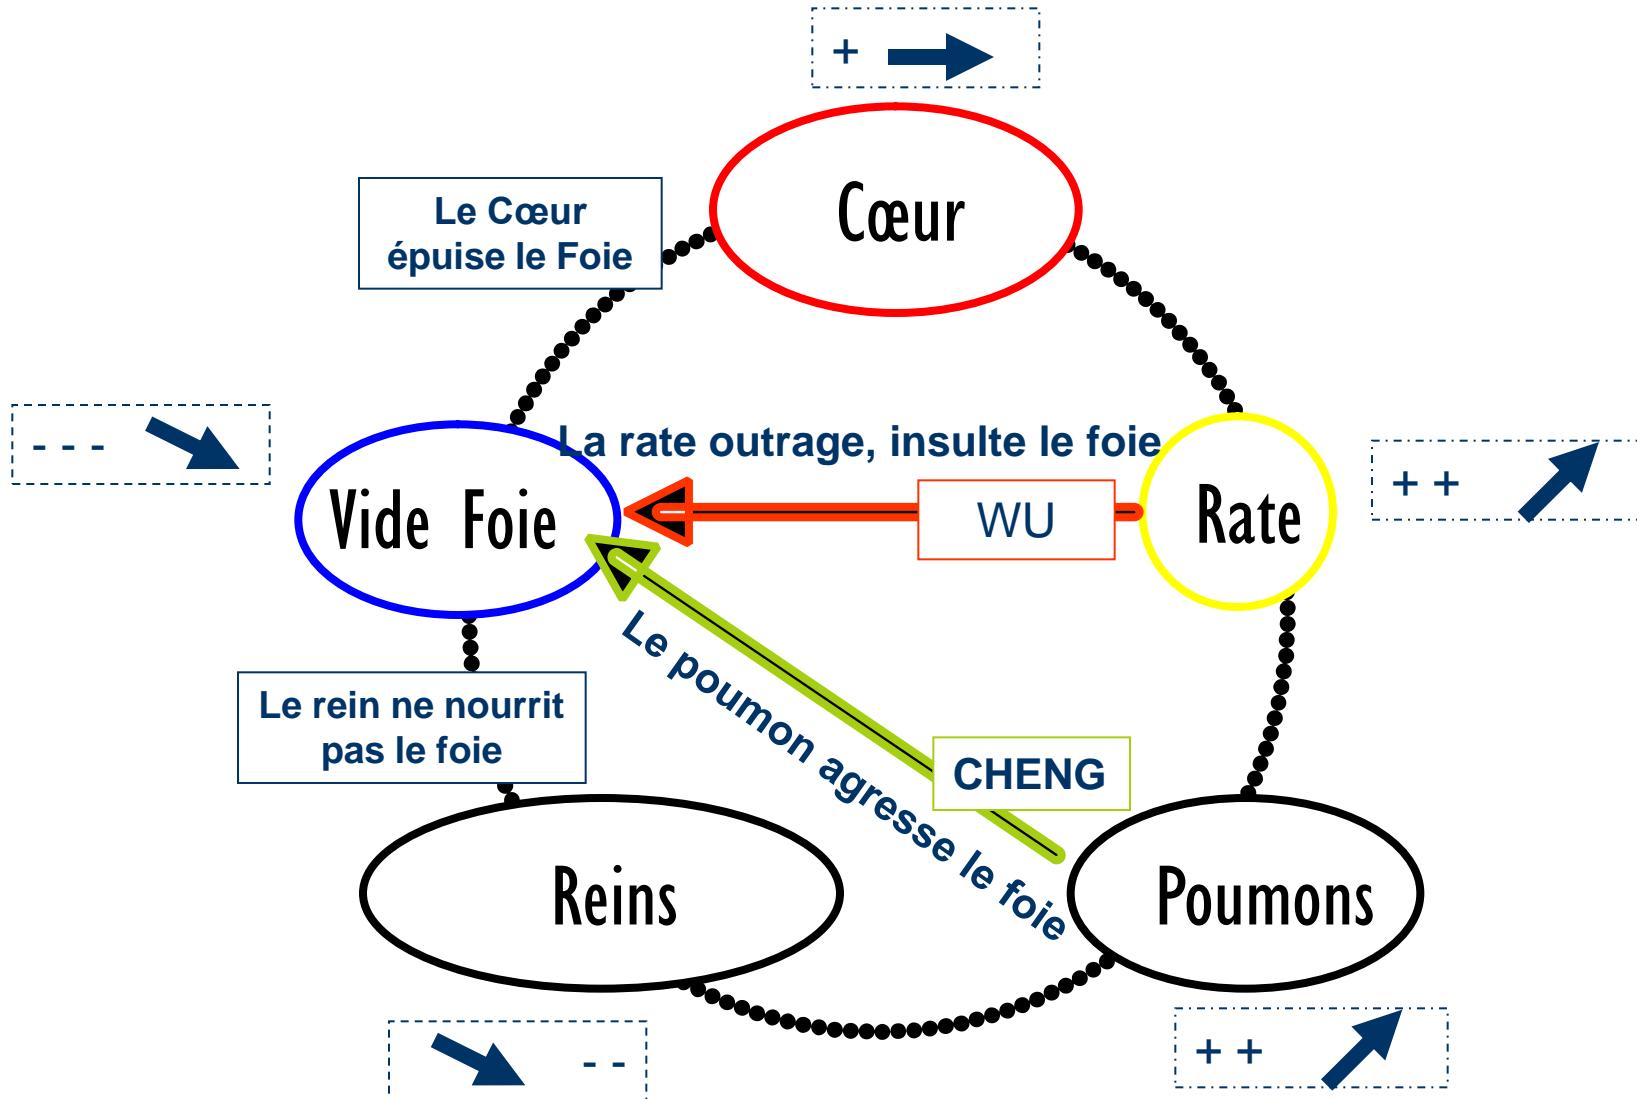 +
Cœur
Le Cœur
épuise le Foie
- - -
La rate outrage, insulte le foie
+ +
Vide Foie
WU
Rate
Le poumon agresse le foie
Le rein ne nourrit
pas le foie
CHENG
Reins
Poumons
- -
+ +